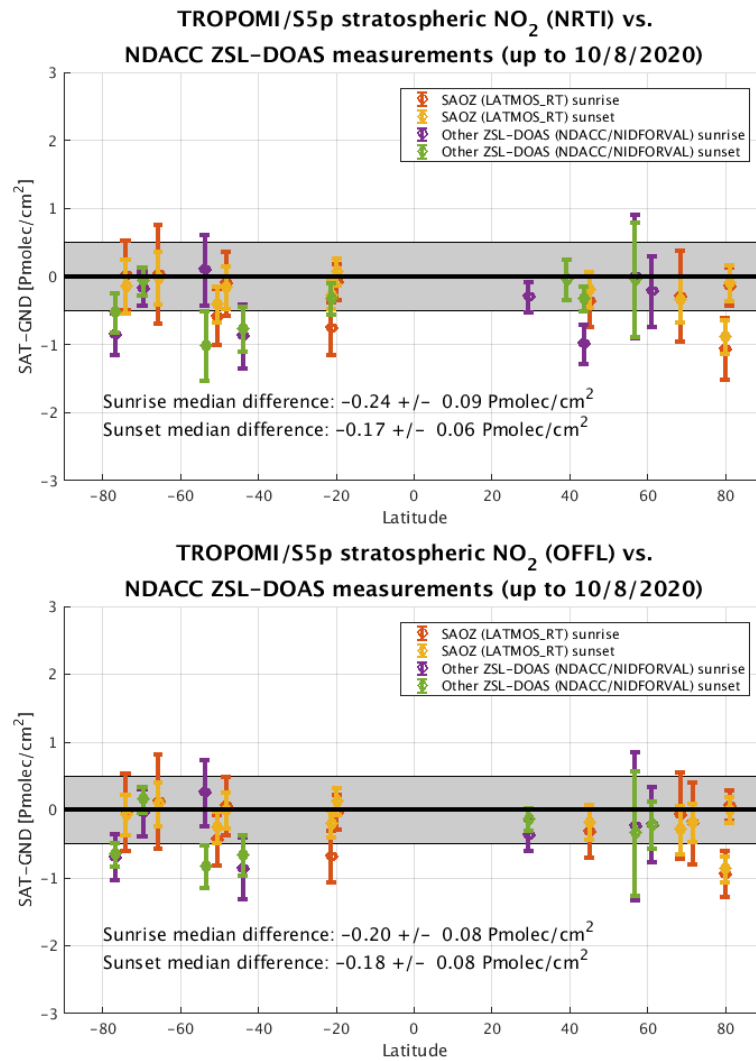 TROPOMI/S5p stratospheric NO2 (NRTI) vs.
NDACC ZSL-DOAS measurements (up to 10/8/2020)
3
2
1
0
-1
-2
-3
SAT-GND [Pmolec/cm2]
SAOZ (LATMOS_RT) sunrise
SAOZ (LATMOS_RT) sunset
Other ZSL-DOAS (NDACC/NIDFORVAL) sunrise
Other ZSL-DOAS (NDACC/NIDFORVAL) sunset
Sunrise median difference: -0.24 +/- 0.09 Pmolec/cm2
Sunset median difference: -0.17 +/- 0.06 Pmolec/cm2
-80 -60 -40 -20 0 20 40 60 80
Latitude
TROPOMI/S5p stratospheric NO2 (OFFL) vs.
NDACC ZSL-DOAS measurements (up to 10/8/2020)
3
2
1
0
-1
-2
-3
SAT-GND [Pmolec/cm2]
SAOZ (LATMOS_RT) sunrise
SAOZ (LATMOS_RT) sunset
Other ZSL-DOAS (NDACC/NIDFORVAL) sunrise
Other ZSL-DOAS (NDACC/NIDFORVAL) sunset
Sunrise median difference: -0.20 +/- 0.08 Pmolec/cm2
Sunset median difference: -0.18 +/- 0.08 Pmolec/cm2
-80 -60 -40 -20 0 20 40 60 80
Latitude